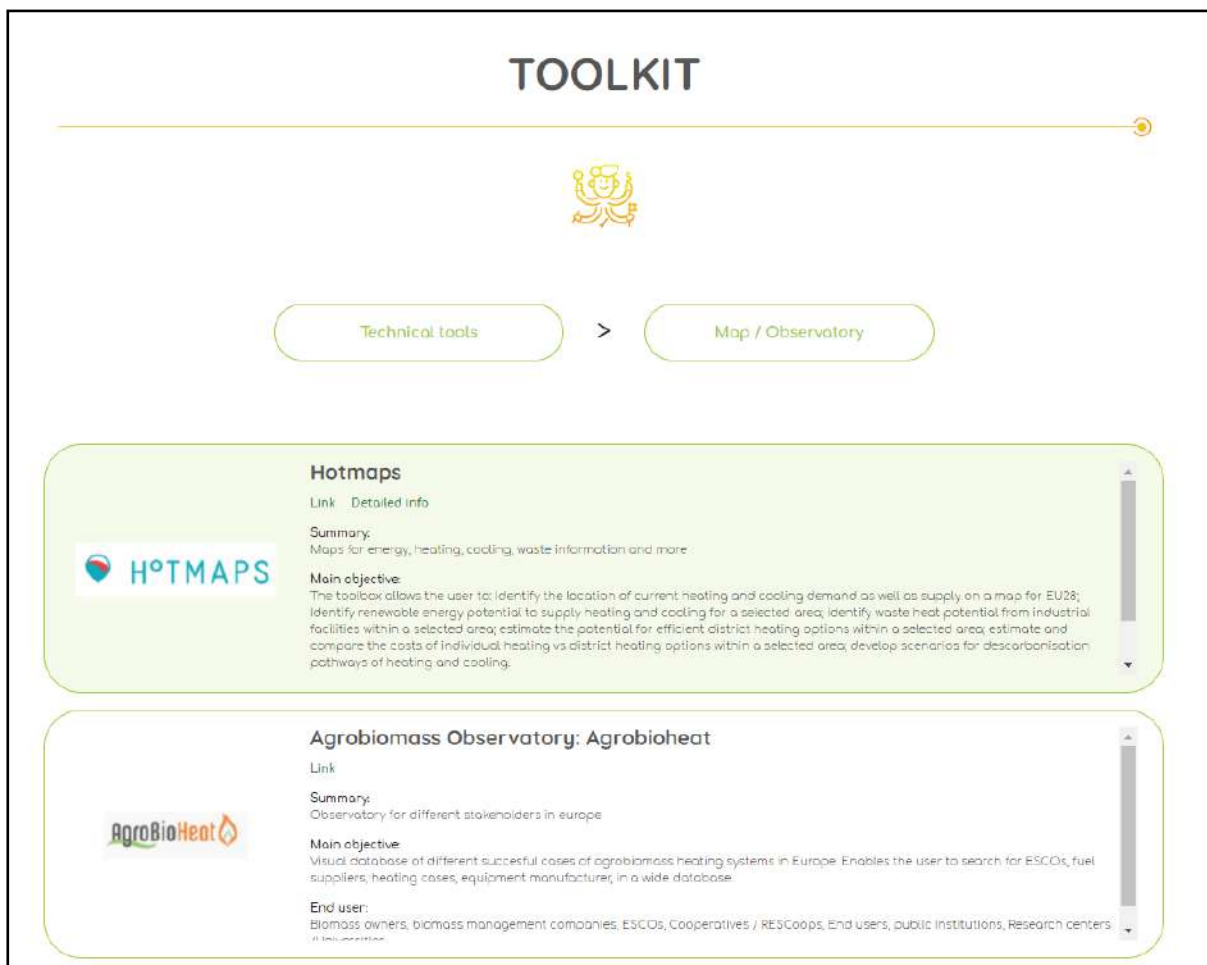 TOOLKIT
Technical tools > Map / Observatory
HOTMAPS
Hotmaps
Link Detailed info
Summary:
Maps for energy, heating, cooling, waste information and more
Main objective:
The toolbox allows the user to: Identify the location of current heating and cooling demand as well as supply on a map for EU28;
Identify renewable energy potential to supply heating and cooling for a selected area; identify waste heat potential from industrial
facilities within a selected area; estimate the potential for efficient district heating options within a selected area; estimate and
compare the costs of individual heating vs district heating options within a selected area; develop scenarios for descarbonisation
pathways of heating and cooling.
AgroBioHeat
Agrobiomass Observatory: Agrobioheat
Link
Summary:
Observatory for different stakeholders in europe
Main objective:
Visual database of different succesful cases of agrobiomass heating systems in Europe. Enables the user to search for ESCOs, fuel
suppliers, heating cases, equipment manufacturer, in a wide database.
End user:
Biomass owners, biomass management companies, ESCOs, Cooperatives / RESCoops, End users, public institutions, Research centers